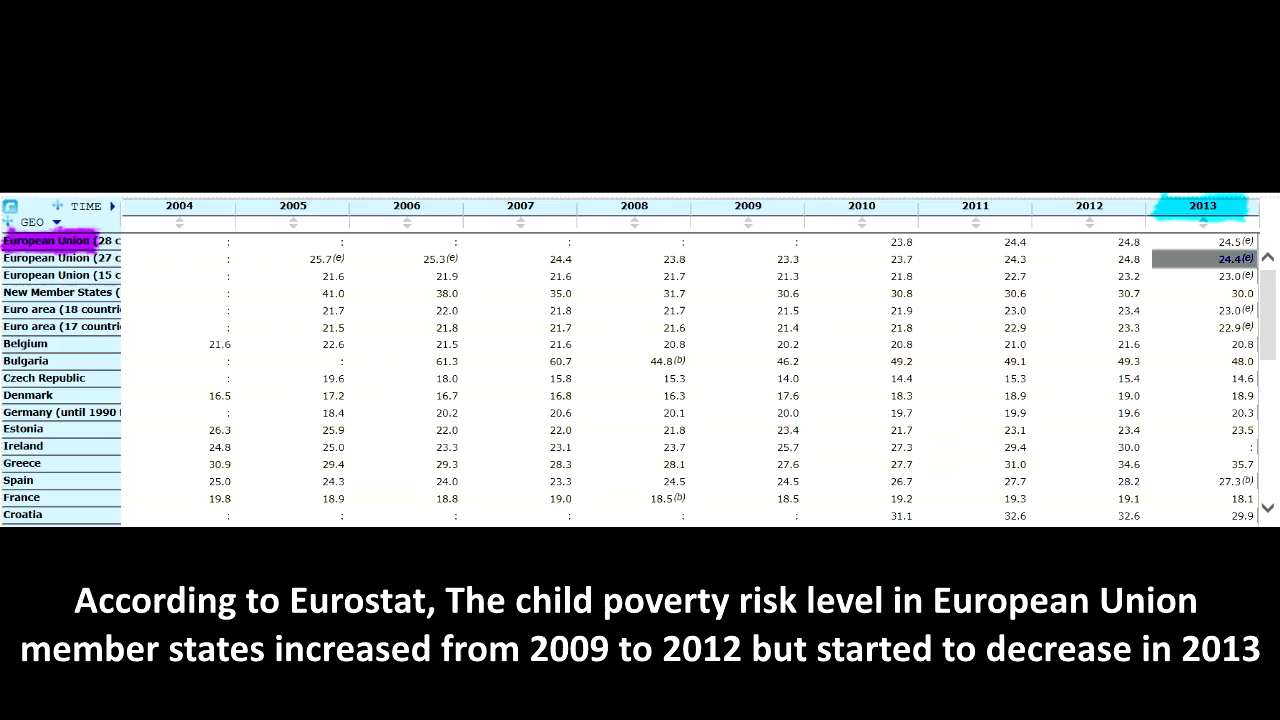 TIME 2004 2005 2006 2007 2008 2009 2010 2011 2012 2013
GEO
European Union (28 c : : : : : : 23.8 24.4 24.8 24.5(e)
European Union (27 c : 25.7(e) 25.3(e) 24.4 23.8 23.3 23.7 24.3 24.8 24.4(e)
European Union (15 c : 21.6 21.9 21.6 21.7 21.3 21.8 22.7 23.2 23.0(e)
New Member States ( : 41.0 38.0 35.0 31.7 30.6 30.8 30.6 30.7 30.0
Euro area (18 countri : 21.7 22.0 21.8 21.7 21.5 21.9 23.0 23.4 23.0(e)
Euro area (17 countri : 21.5 21.8 21.7 21.6 21.4 21.8 22.9 23.3 22.9(e)
Belgium 21.6 22.6 21.5 21.6 20.8 20.2 20.8 21.0 21.6 20.8
Bulgaria : : 61.3 60.7 44.8(b) 46.2 49.2 49.1 49.3 48.0
Czech Republic : 19.6 18.0 15.8 15.3 14.0 14.4 15.3 15.4 14.6
Denmark 16.5 17.2 16.7 16.8 16.3 17.6 18.3 18.9 19.0 18.9
Germany (until 1990 : 18.4 20.2 20.6 20.1 20.0 19.7 19.9 19.6 20.3
Estonia 26.3 25.9 22.0 22.0 21.8 23.4 21.7 23.1 23.4 23.5
Ireland 24.8 25.0 23.3 23.1 23.7 25.7 27.3 29.4 30.0 :
Greece 30.9 29.4 29.3 28.3 28.1 27.6 27.7 31.0 34.6 35.7
Spain 25.0 24.3 24.0 23.3 24.5 24.5 26.7 27.7 28.2 27.3(b)
France 19.8 18.9 18.8 19.0 18.5(b) 18.5 19.2 19.3 19.1 18.1
Croatia : : : : : : 31.1 32.6 32.6 29.9
According to Eurostat, The child poverty risk level in European Union
member states increased from 2009 to 2012 but started to decrease in 2013